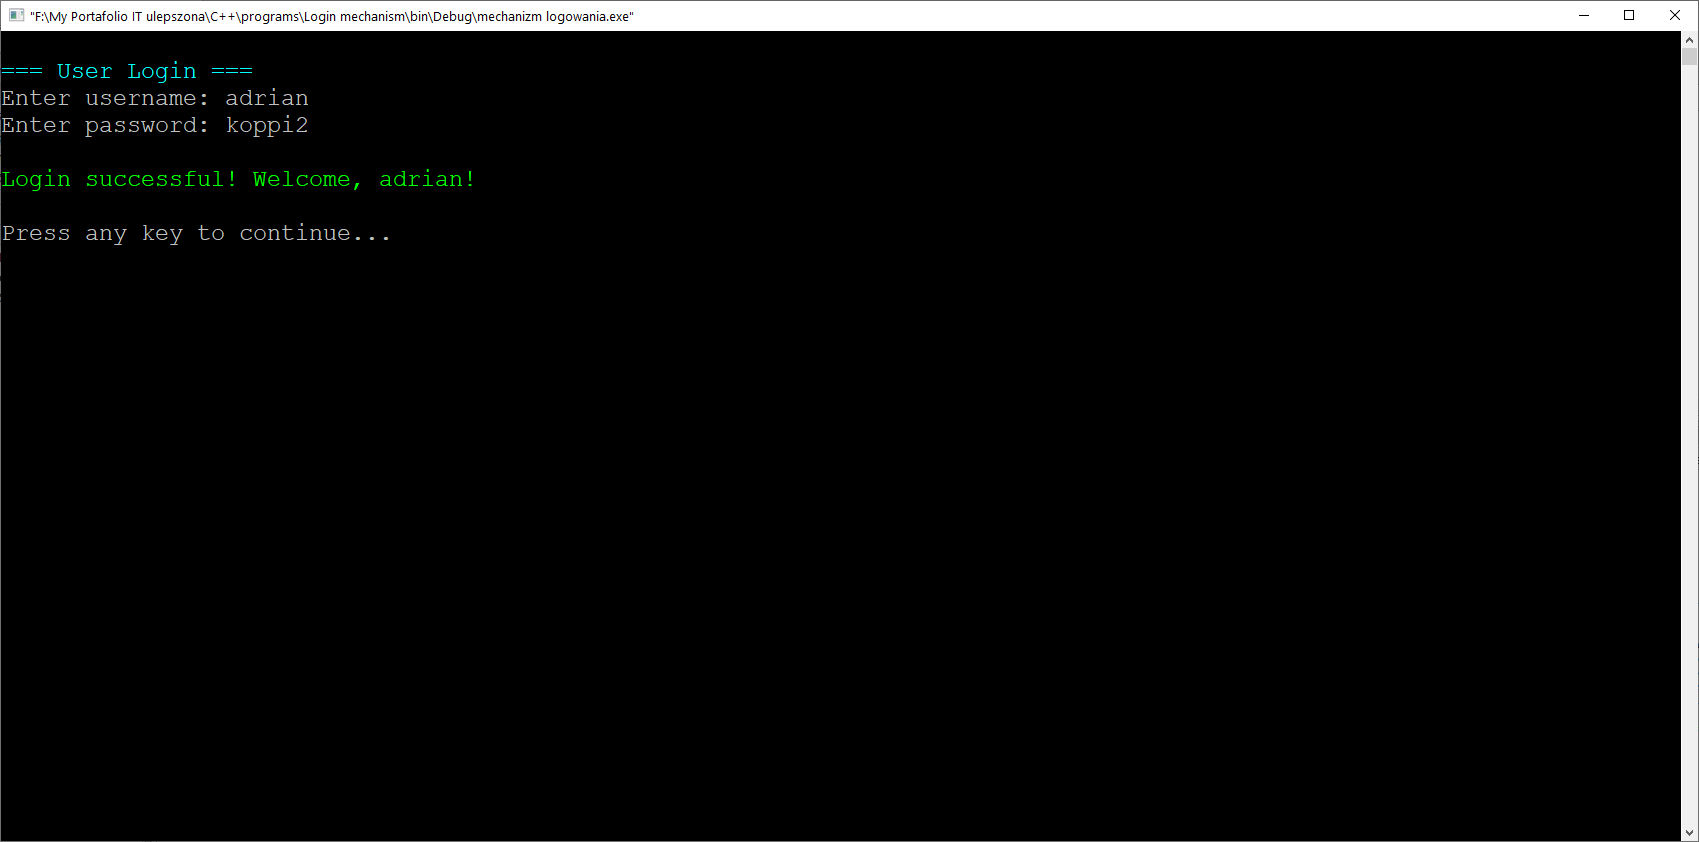 "F:\My Portafolio IT ulepszona\C++\programs\Login mechanism\bin\Debug\mechanizm logowania.exe"
=== User Login ===
Enter username: adrian
Enter password: koppi2
Login successful! Welcome, adrian!
Press any key to continue...